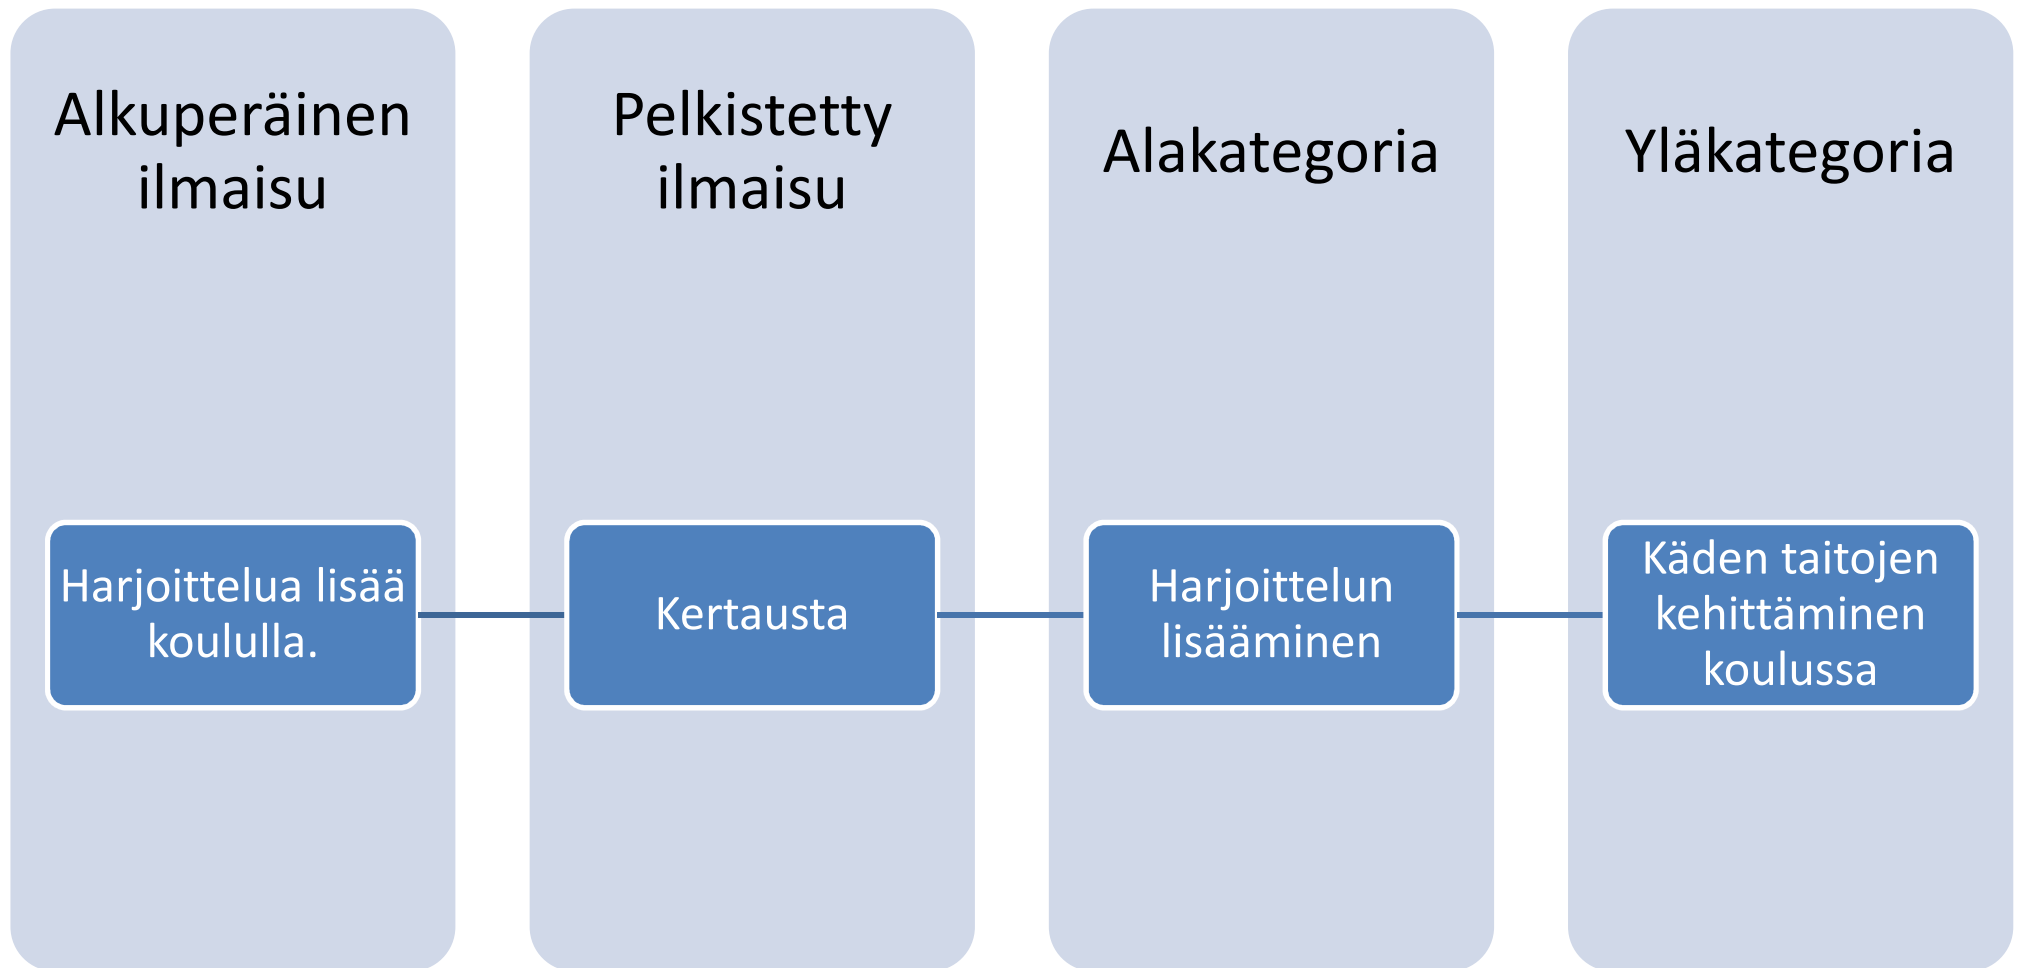 Alkuperäinen
ilmaisu
Pelkistetty
ilmaisu
Alakategoria
Yläkategoria
Harjoittelua lisää
koululla.
Kertausta
Harjoittelun
lisääminen
Käden taitojen
kehittäminen
koulussa